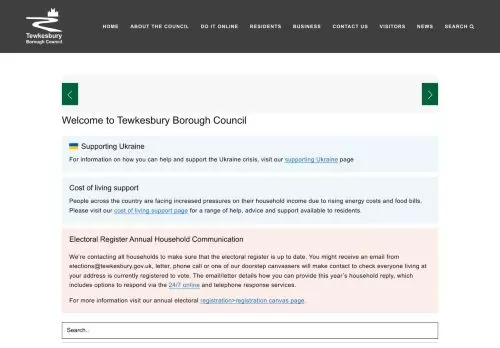 HOME ABOUT THE COUNCIL DO IT ONLINE RESIDENTS BUSINESS CONTACT US VISITORS NEWS SEARCH
Tewkesbury
Borough Council
Welcome to Tewkesbury Borough Council
Supporting Ukraine
For information on how you can help and support the Ukraine crisis, visit our supporting Ukraine page
Cost of living support
People across the country are facing increased pressures on their household income due to rising energy costs and food bills.
Please visit our cost of living support page for a range of help, advice and support available to residents.
Electoral Register Annual Household Communication
We're contacting all households to make sure that the electoral register is up to date. You might receive an email from
elections@tewkesbury.gov.uk, letter, phone call or one of our doorstep canvassers will make contact to check everyone living at
your address is currently registered to vote. The email/letter details how you can provide this year's household reply, which
includes options to respond via the 24/7 online and telephone response services.
For more information visit our annual electoral registration>registration canvas page.
Search..